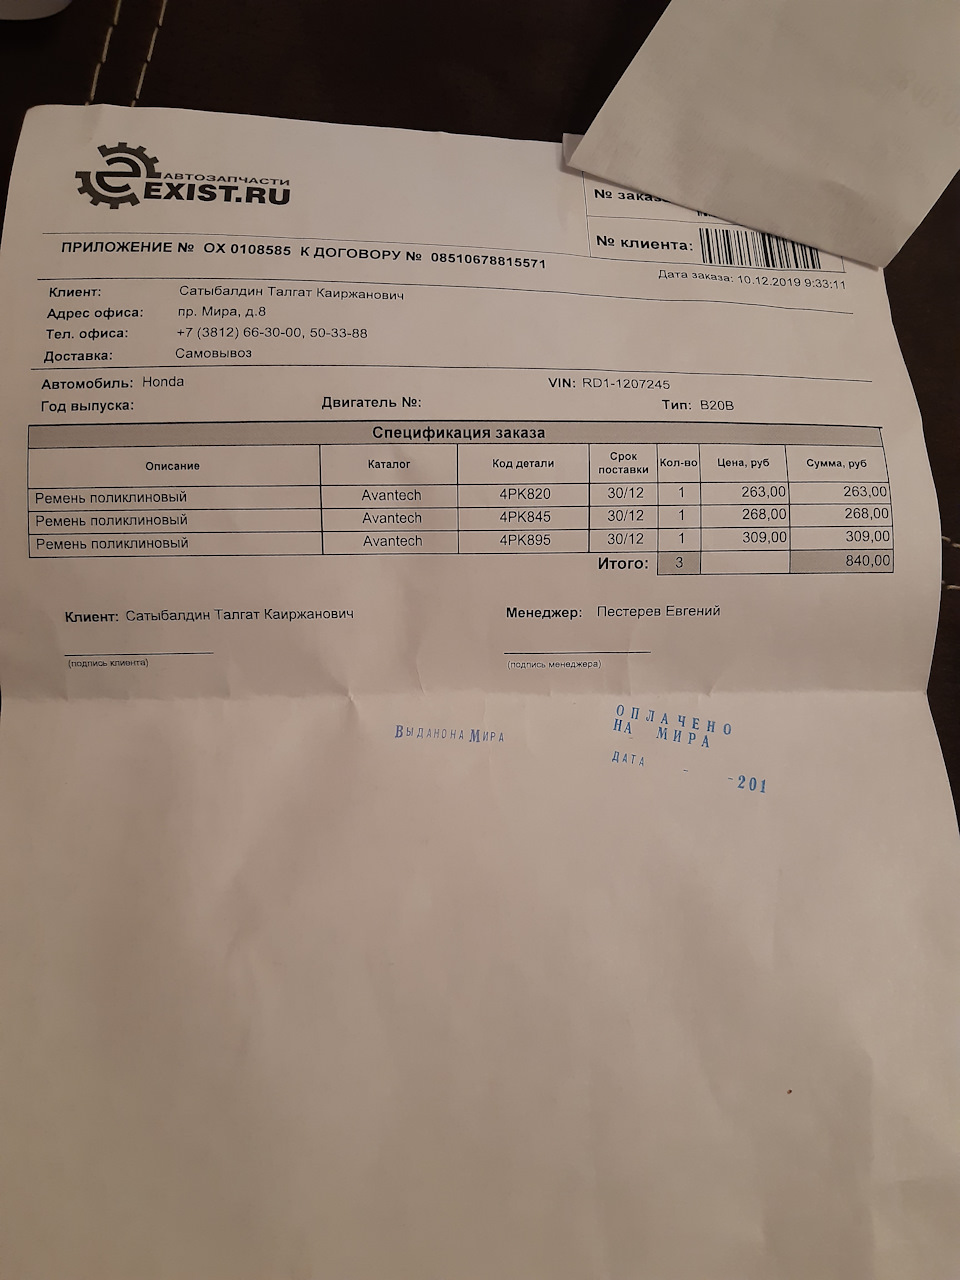 АВТОЗАПЧАСТИ
EXIST.RU
№ заказ
№ клиента:
ПРИЛОЖЕНИЕ № OX 0108585 К ДОГОВОРУ № 08510678815571
Дата заказа: 10.12.2019 9:33:11
Клиент: Сатыбалдин Талгат Каиржанович
Адрес офиса: пр. Мира, д.8
Тел. офиса: +7 (3812) 66-30-00, 50-33-88
Доставка: Самовывоз
Автомобиль: Honda VIN: RD1-1207245
Год выпуска: Двигатель №: Тип: B20B
Спецификация заказа
Описание Каталог Код детали Срок поставки Кол-во Цена, руб Сумма, руб
Ремень поликлиновый Avantech 4PK820 30/12 1 263,00 263,00
Ремень поликлиновый Avantech 4PK845 30/12 1 268,00 268,00
Ремень поликлиновый Avantech 4PK895 30/12 1 309,00 309,00
Итого: 3 840,00
Клиент: Сатыбалдин Талгат Каиржанович Менеджер: Пестерев Евгений
(подпись клиента) (подпись менеджера)
ВЫДАНО НА МИРА
ОПЛАЧЕНО
НА МИРА
ДАТА - -201